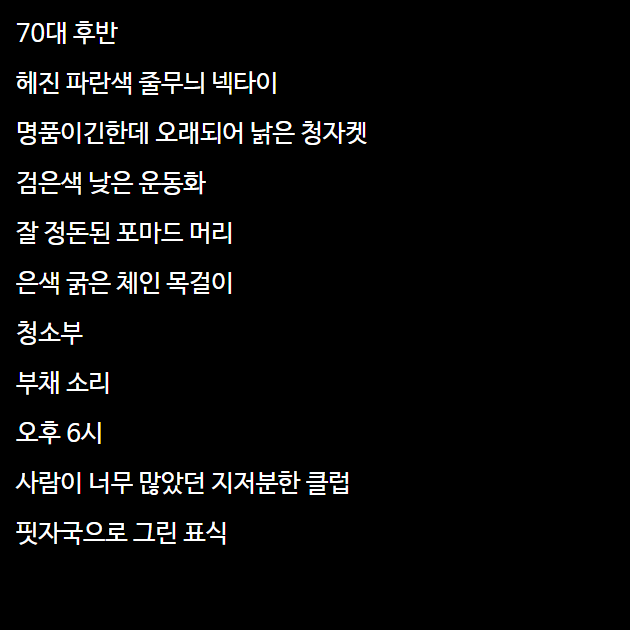 70대 후반
헤진 파란색 줄무늬 넥타이
명품이긴한데 오래되어 낡은 청자켓
검은색 낮은 운동화
잘 정돈된 포마드 머리
은색 굵은 체인 목걸이
청소부
부채 소리
오후 6시
사람이 너무 많았던 지저분한 클럽
핏자국으로 그린 표식